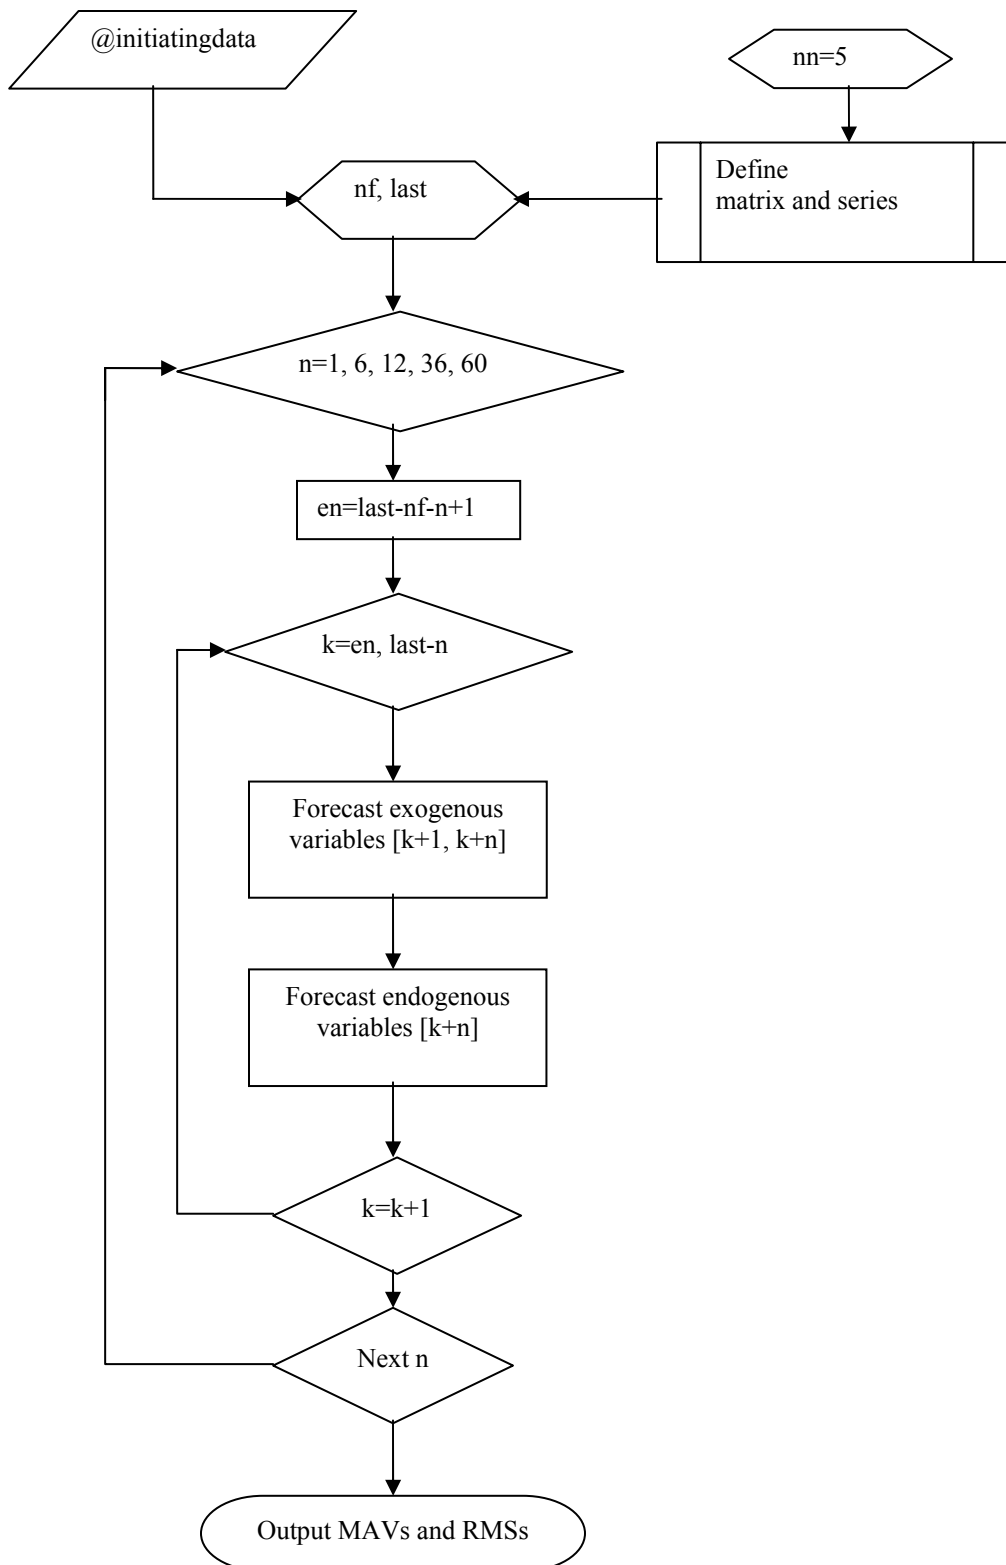 @initiatingdata
nn=5
Define
matrix and series
nf, last
n=1, 6, 12, 36, 60
en=last-nf-n+1
k=en, last-n
Forecast exogenous
variables [k+1, k+n]
Forecast endogenous
variables [k+n]
k=k+1
Next n
Output MAVs and RMSs